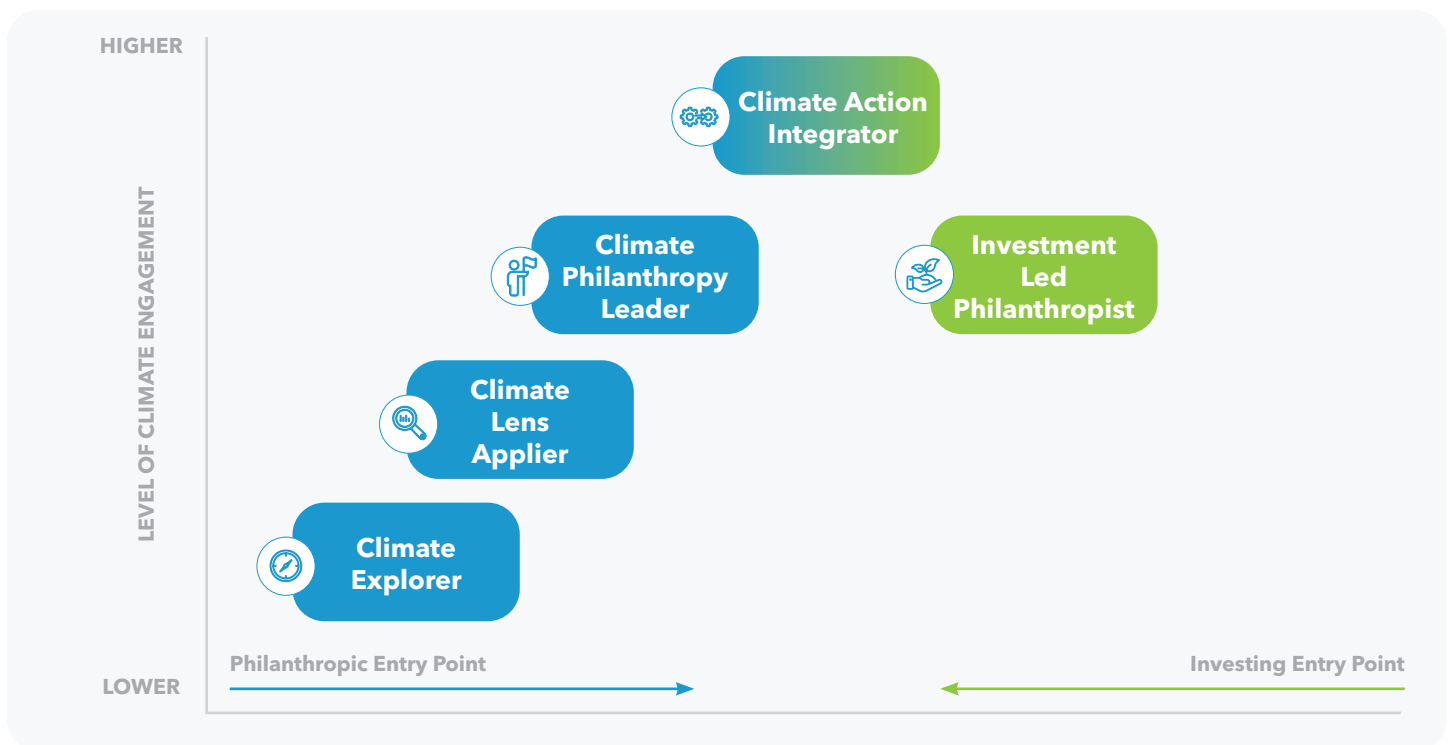 HIGHER
LEVEL OF CLIMATE ENGAGEMENT
Climate Action
Integrator
Climate
Philanthropy
Leader
Investment
Led
Philanthropist
Climate
Lens
Applier
Climate
Explorer
Philanthropic Entry Point
Investing Entry Point
LOWER